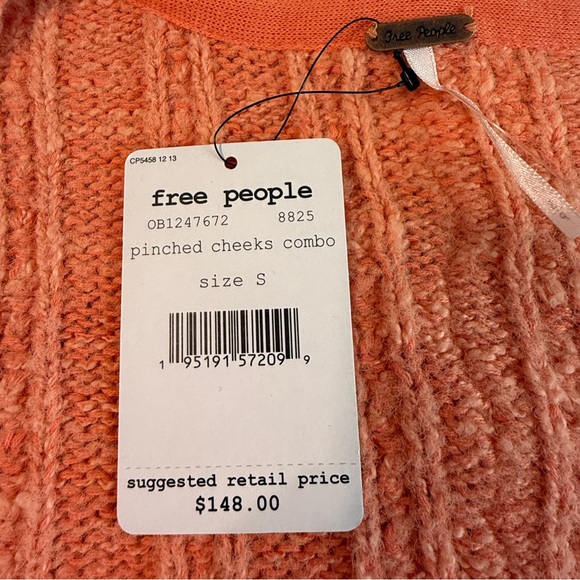 Free People
CP5458 12 13
free people
OB1247672 8825
pinched cheeks combo
size S
1 95191 57209 9
suggested retail price
$148.00